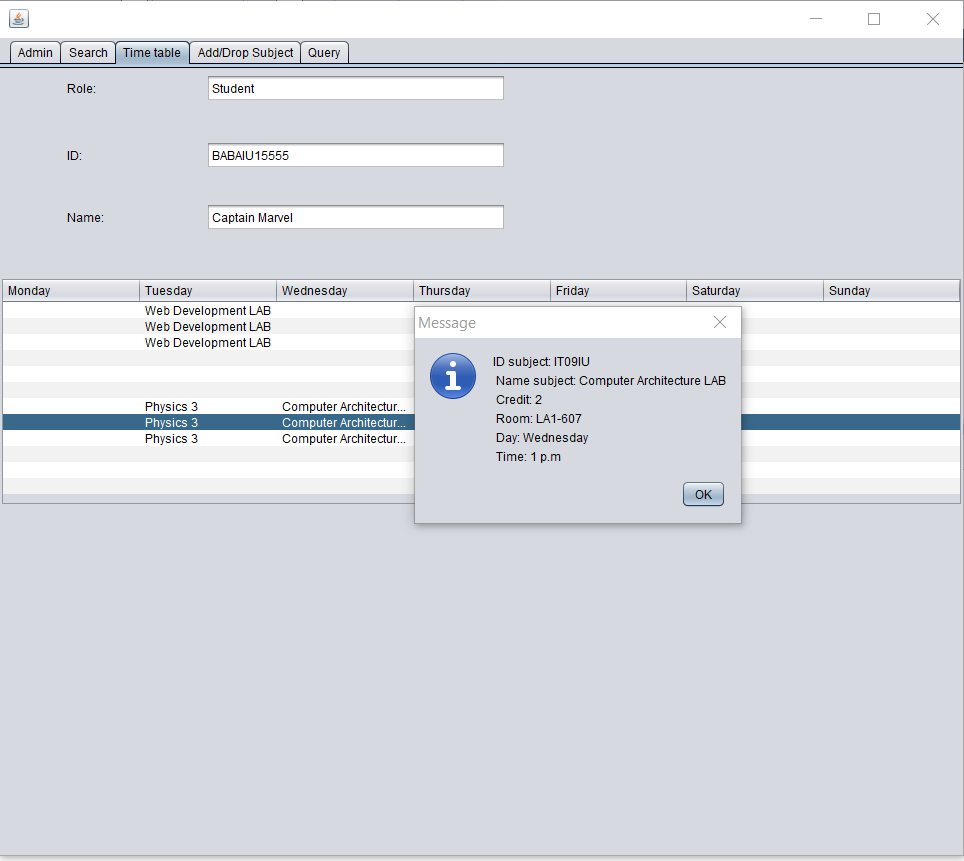 Admin Search Time table Add/Drop Subject Query
Role: Student
ID: BABAIU15555
Name: Captain Marvel
Monday Tuesday Wednesday Thursday Friday Saturday Sunday
Web Development LAB
Web Development LAB
Web Development LAB
Physics 3 Computer Architectur...
Physics 3 Computer Architectur...
Physics 3 Computer Architectur...
Message
ID subject: IT09IU
Name subject: Computer Architecture LAB
Credit: 2
Room: LA1-607
Day: Wednesday
Time: 1 p.m
OK